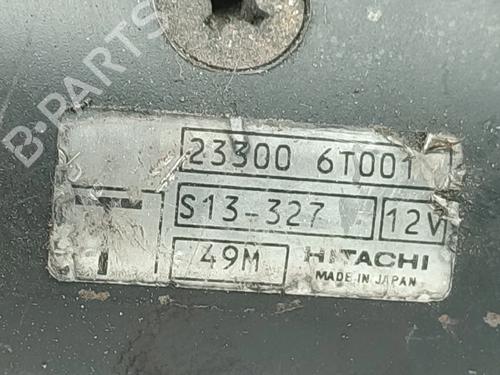 B-PARTS
23300 6T001
S13-327 12V
49M HITACHI
MADE IN JAPAN